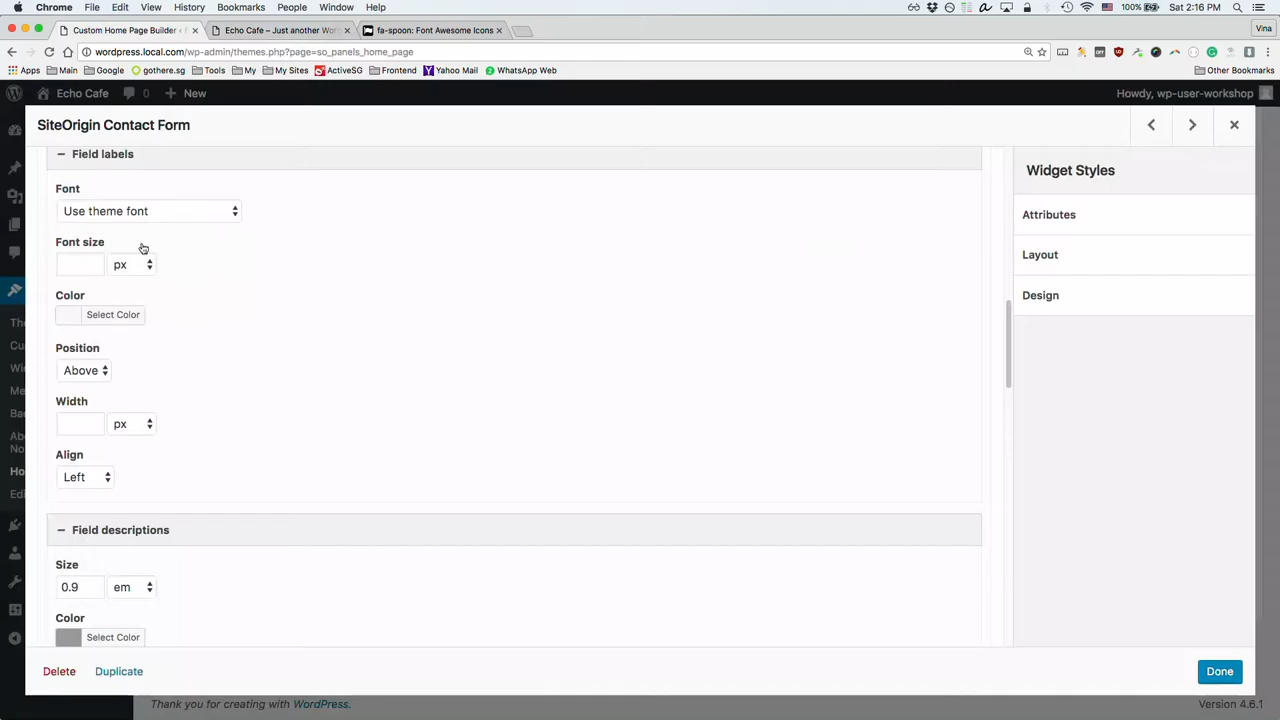 Chrome File Edit View History Bookmarks People Window Help 100% Sat 2:16 PM
Custom Home Page Builder ‹ × Echo Cafe – Just another Wor × fa-spoon: Font Awesome Icons × Vina
wordpress.local.com/wp-admin/themes.php?page=so_panels_home_page
Apps Main Google gothere.sg Tools My My Sites ActiveSG Frontend Yahoo Mail WhatsApp Web Other Bookmarks
Echo Cafe 0 + New Howdy, wp-user-workshop
SiteOrigin Contact Form
Field labels
Widget Styles
Font
Use theme font
Attributes
Font size
px
Layout
Color
Select Color
Design
Position
Above
Width
px
Align
Left
Field descriptions
Size
0.9 em
Color
Select Color
Delete Duplicate Done
Thank you for creating with WordPress. Version 4.6.1